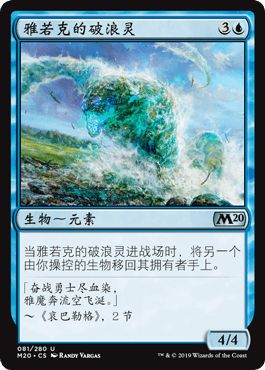 雅若克的破浪灵 3
生物～元素 M20
当雅若克的破浪灵进战场时，将另一个
由你操控的生物移回其拥有者手上。
「奋战勇士尽血染，
雅魔奔流空飞涎。」
～《哀巴勒格》，2 节
4/4
081/280 U
M20 • CS RANDY VARGAS
™ & © 2019 Wizards of the Coast